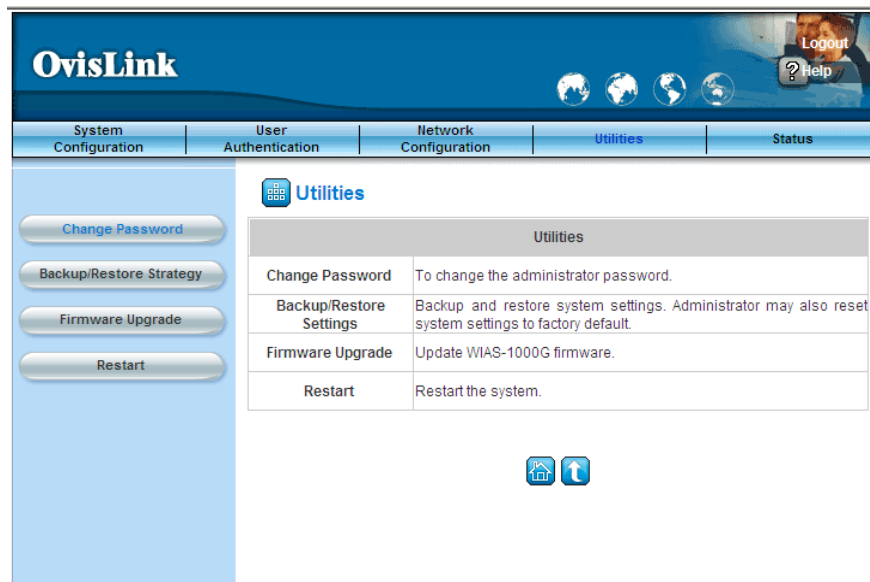 OvisLink
Logout
? Help
System Configuration
User Authentication
Network Configuration
Utilities
Status
Change Password
Backup/Restore Strategy
Firmware Upgrade
Restart
Utilities
Utilities
Change Password To change the administrator password.
Backup/Restore Settings Backup and restore system settings. Administrator may also reset system settings to factory default.
Firmware Upgrade Update WIAS-1000G firmware.
Restart Restart the system.